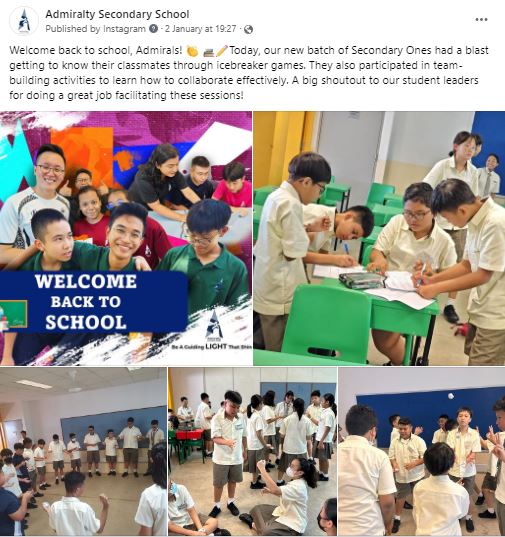 Admiralty Secondary School
Published by Instagram · 2 January at 19:27 ·
Welcome back to school, Admirals! 👏 📚✏️Today, our new batch of Secondary Ones had a blast
getting to know their classmates through icebreaker games. They also participated in team-
building activities to learn how to collaborate effectively. A big shoutout to our student leaders
for doing a great job facilitating these sessions!
WELCOME
BACK TO
SCHOOL
Be A Guiding LIGHT That Shin